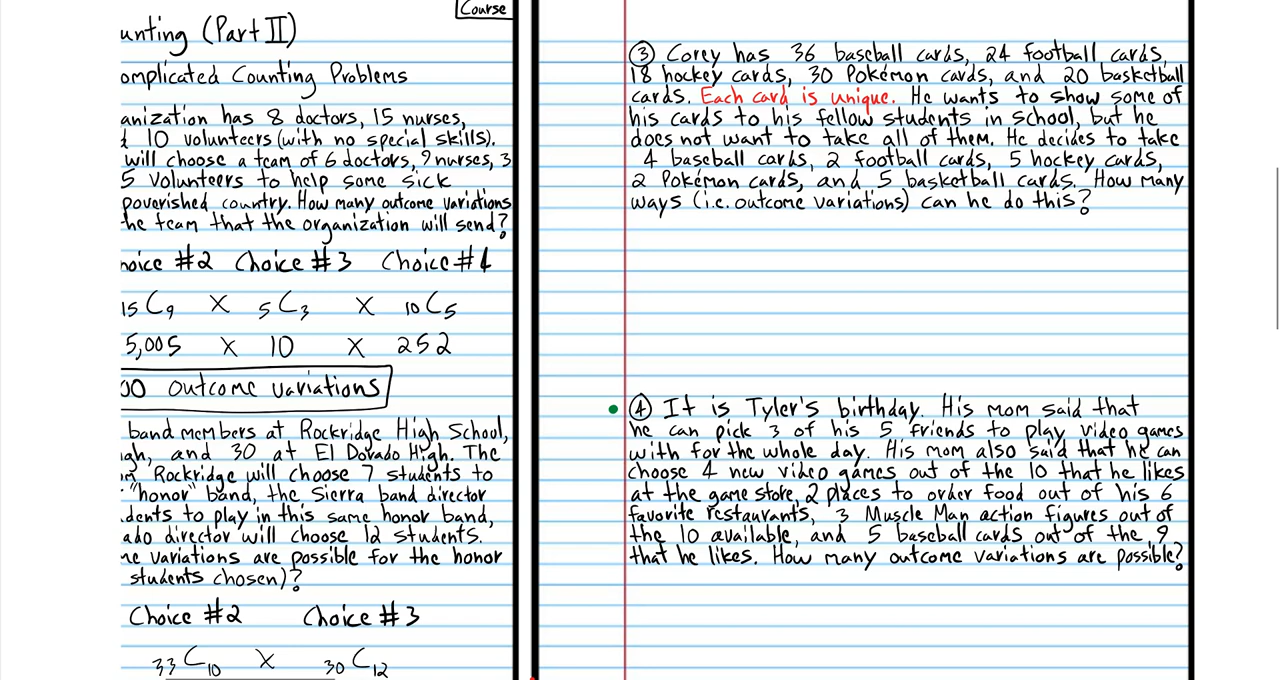 Course
unting (Part II)
omplicated Counting Problems
anization has 8 doctors, 15 nurses,
10 volunteers (with no special skills).
will choose a team of 6 doctors, 9 nurses, 3
5 volunteers to help some sick
poverished country. How many outcome variations
he team that the organization will send?
hoice #2 Choice #3 Choice #4
15C9 X 5C3 X 10C5
5,005 X 10 X 252
00 outcome variations
band members at Rockridge High School,
gh, and 30 at El Dorado High. The
Rockridge will choose 7 students to
"honor" band, the Sierra band director
dents to play in this same honor band,
ado director will choose 12 students.
me variations are possible for the honor
students chosen)?
Choice #2 Choice #3
33C10 X 30C12
③ Corey has 36 baseball cards, 24 football cards,
18 hockey cards, 30 Pokémon cards, and 20 basketball
cards. Each card is unique. He wants to show some of
his cards to his fellow students in school, but he
does not want to take all of them. He decides to take
4 baseball cards, 2 football cards, 5 hockey cards,
2 Pokémon cards, and 5 basketball cards. How many
ways (i.e. outcome variations) can he do this?
④ It is Tyler's birthday. His mom said that
he can pick 3 of his 5 friends to play video games
with for the whole day. His mom also said that he can
choose 4 new video games out of the 10 that he likes
at the game store, 2 places to order food out of his 6
favorite restaurants, 3 Muscle Man action figures out of
the 10 available, and 5 baseball cards out of the 9
that he likes. How many outcome variations are possible?